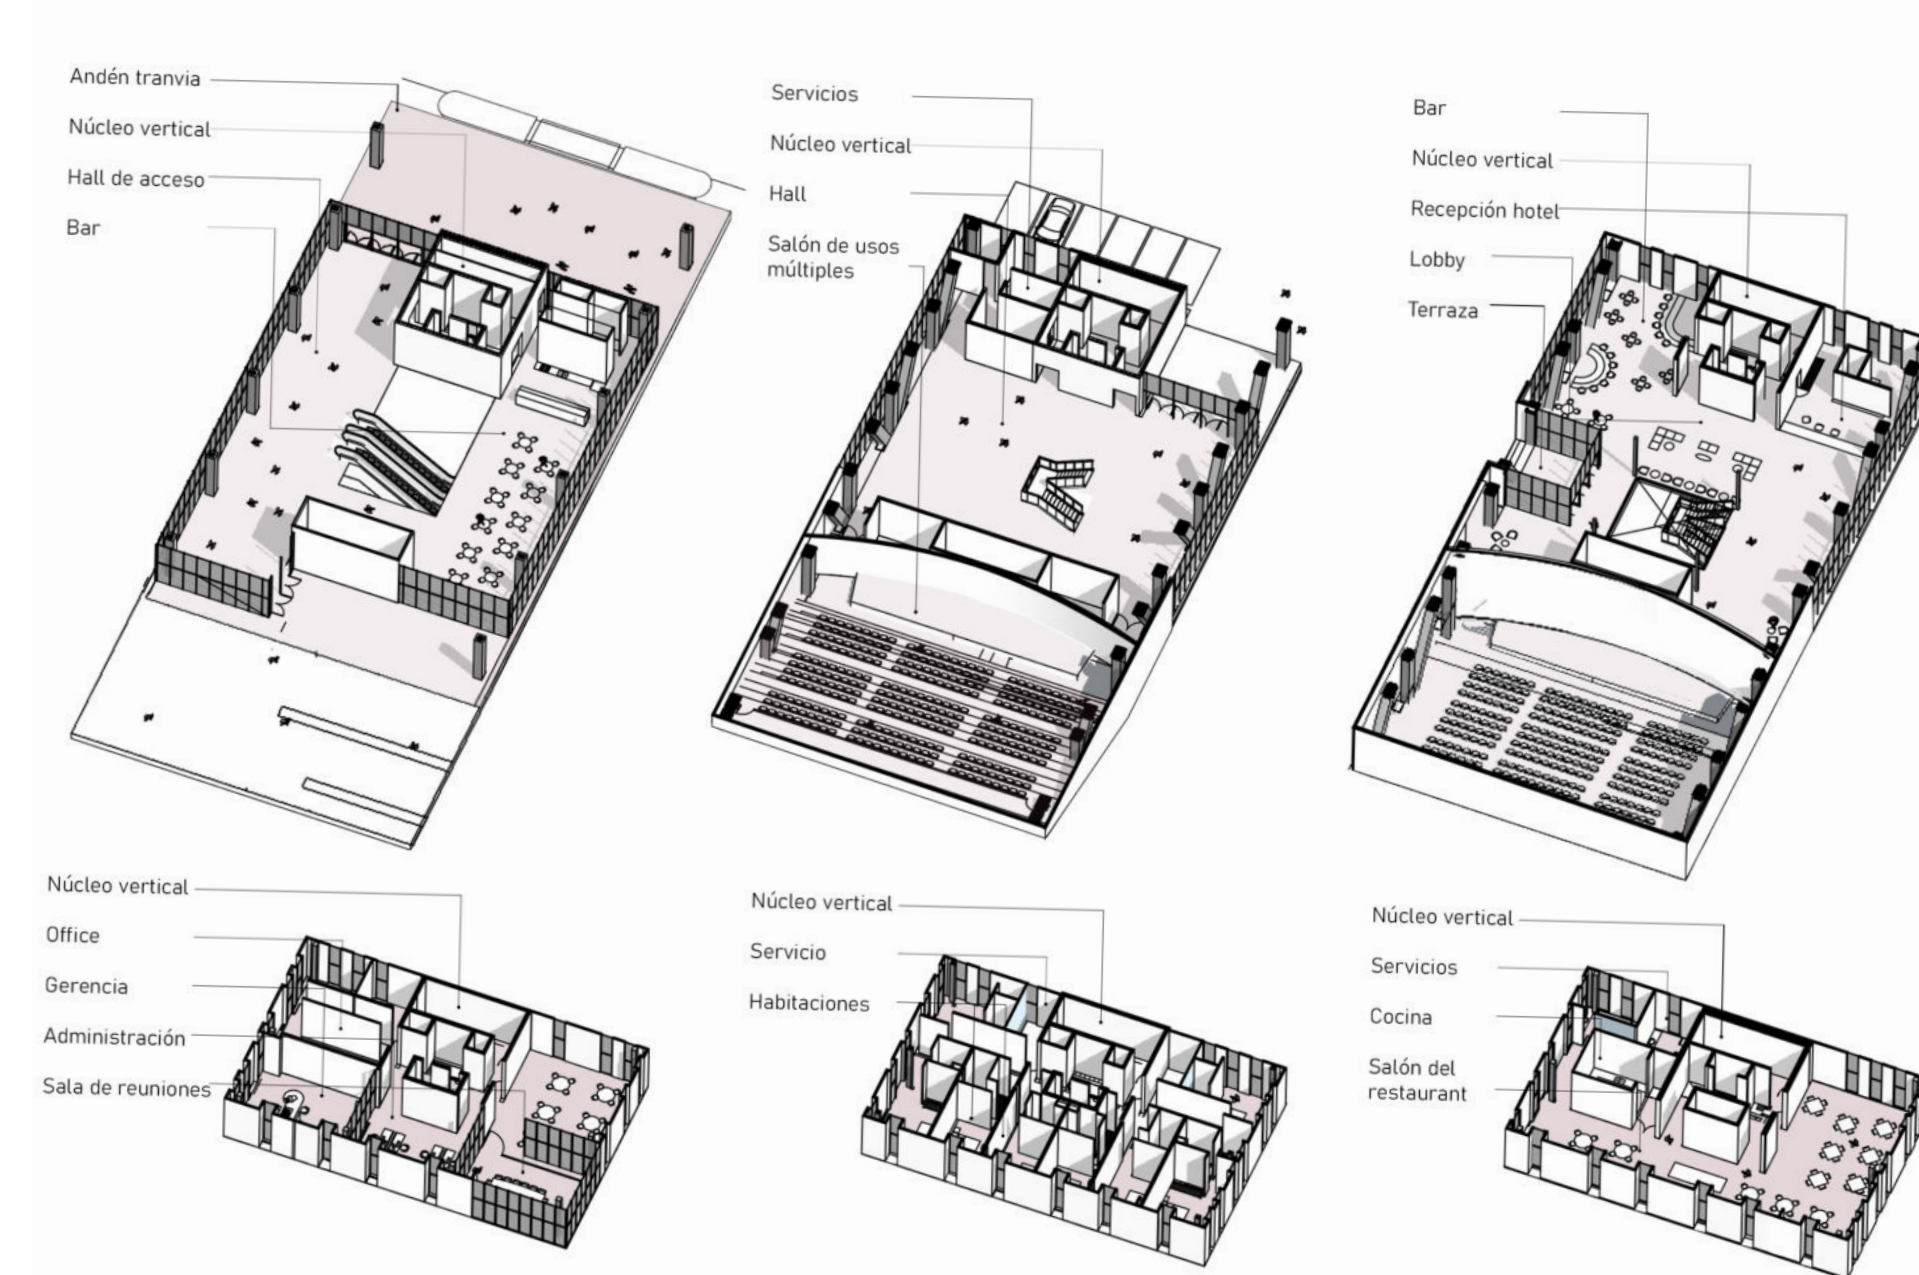 Andén tranvia
Núcleo vertical
Hall de acceso
Bar
Servicios
Núcleo vertical
Hall
Salón de usos
múltiples
Bar
Núcleo vertical
Recepción hotel
Lobby
Terraza
Núcleo vertical
Office
Gerencia
Administración
Sala de reuniones
Núcleo vertical
Servicio
Habitaciones
Núcleo vertical
Servicios
Cocina
Salón del
restaurant